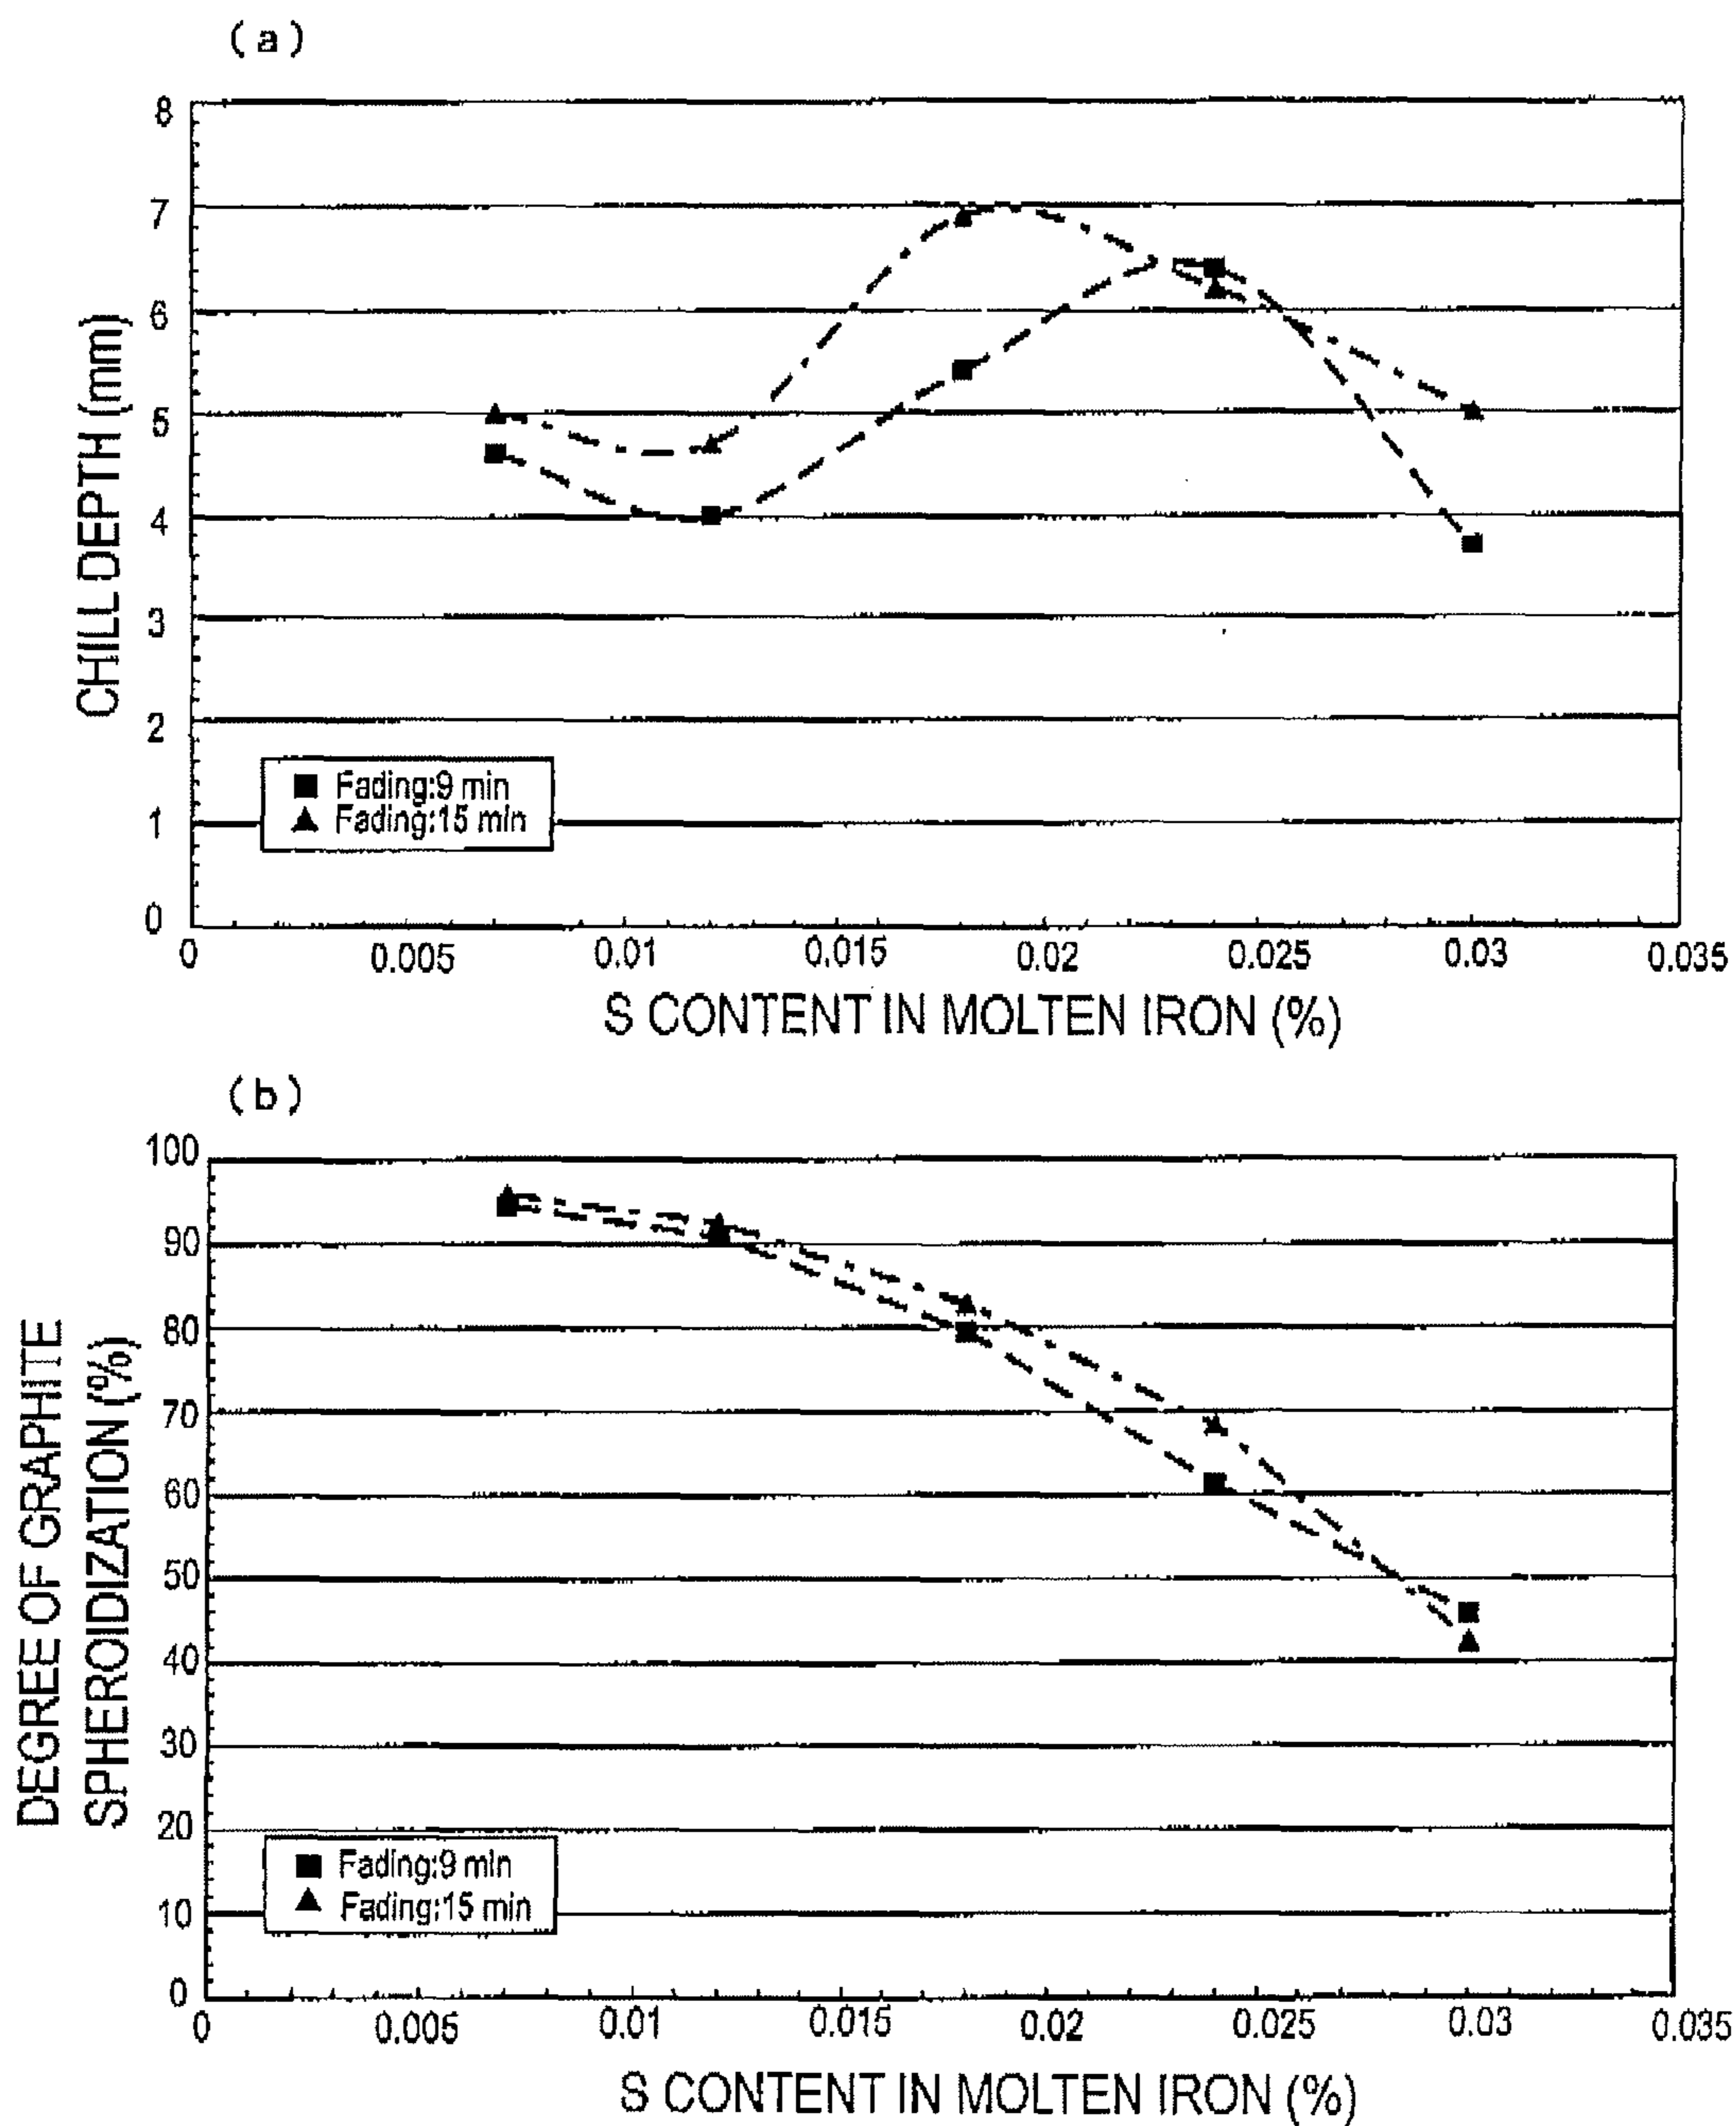 (a)
8
7
6
5
4
3
2
1
0
CHILL DEPTH (mm)
Fading:9 min
Fading:15 min
0 0.005 0.01 0.015 0.02 0.025 0.03 0.035
S CONTENT IN MOLTEN IRON (%)
(b)
100
90
80
70
60
50
40
30
20
10
0
DEGREE OF GRAPHITE
SPHEROIDIZATION (%)
Fading:9 min
Fading:15 min
0 0.005 0.01 0.015 0.02 0.025 0.03 0.035
S CONTENT IN MOLTEN IRON (%)